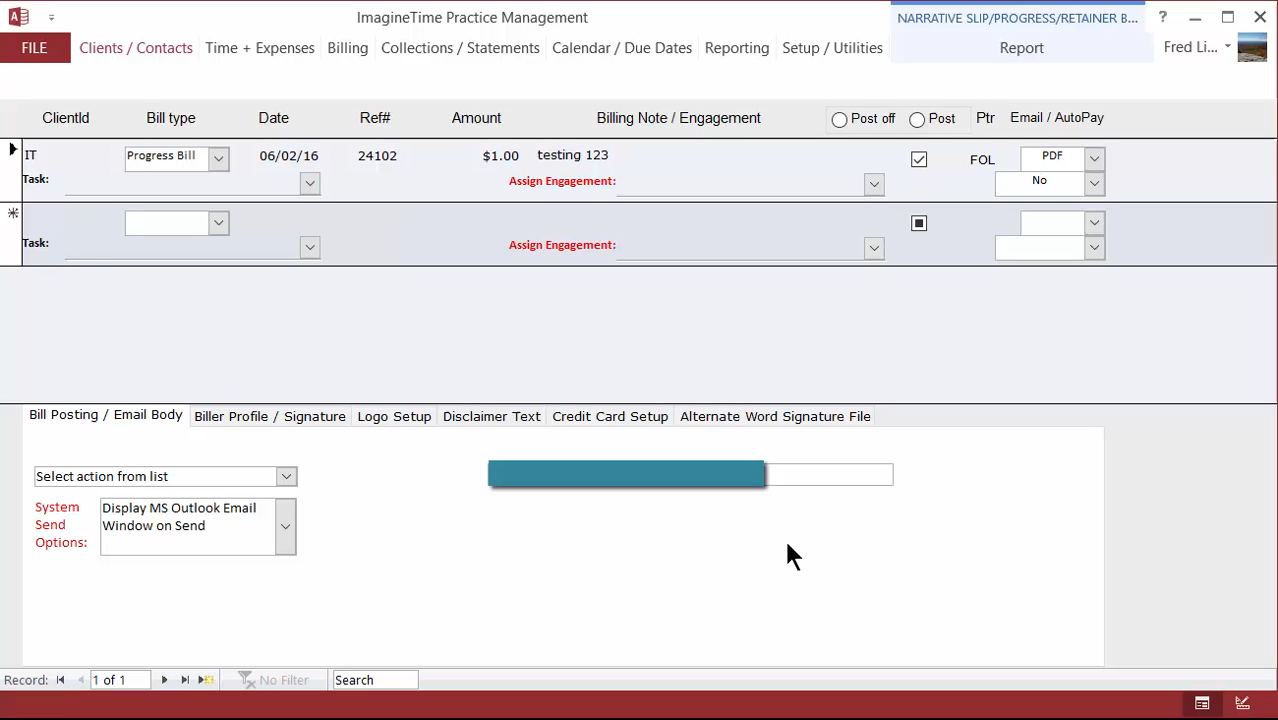 ImagineTime Practice Management
NARRATIVE SLIP/PROGRESS/RETAINER B...
?
FILE
Clients / Contacts
Time + Expenses
Billing
Collections / Statements
Calendar / Due Dates
Reporting
Setup / Utilities
Report
Fred Li...
ClientId
Bill type
Date
Ref#
Amount
Billing Note / Engagement
Post off
Post
Ptr
Email / AutoPay
IT
Progress Bill
06/02/16
24102
$1.00
testing 123
FOL
PDF
Task:
Assign Engagement:
No
Task:
Assign Engagement:
Bill Posting / Email Body
Biller Profile / Signature
Logo Setup
Disclaimer Text
Credit Card Setup
Alternate Word Signature File
Select action from list
System
Send
Options:
Display MS Outlook Email
Window on Send
Record:
1 of 1
No Filter
Search